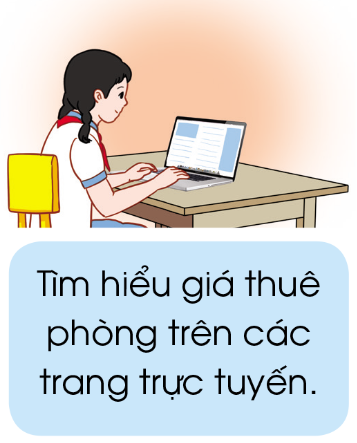 Tìm hiểu giá thuê
phòng trên các
trang trực tuyến.